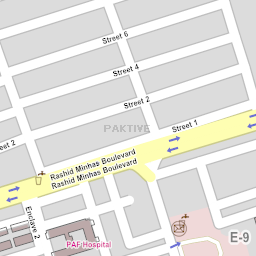 Street 6
Street 4
Street 2
PAKTIVE
Street 1
Street 2
Rashid Minhas Boulevard
Rashid Minhas Boulevard
Enclave 2
PAF Hospital
E-9